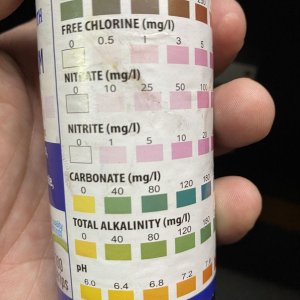 FREE CHLORINE (mg/l)
0 0.5 1 3 5
NITRATE (mg/l)
0 10 25 50 100
NITRITE (mg/l)
0 1 5 10 20
CARBONATE (mg/l)
0 40 80 120 180
TOTAL ALKALINITY (mg/l)
0 40 80 120 180
pH
6.0 6.4 6.8 7.2 7.6